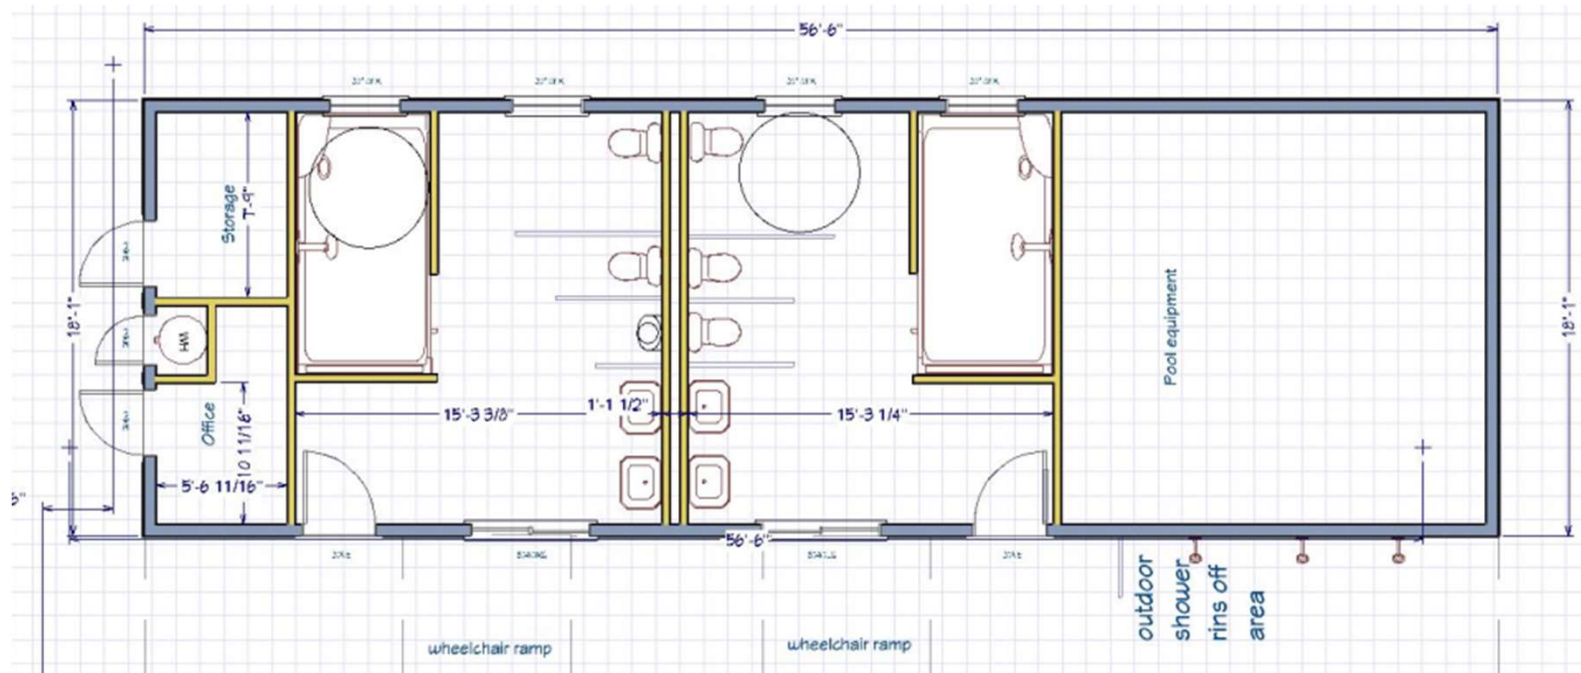 56'-6"
18'-1"
Storage
7'-9"
HW
Office
10 11/16"
5'-6 11/16"
15'-3 3/8"
1'-1 1/2"
15'-3 1/4"
Pool equipment
18'-1"
56'-6"
outdoor
shower
rins off
area
wheelchair ramp
wheelchair ramp